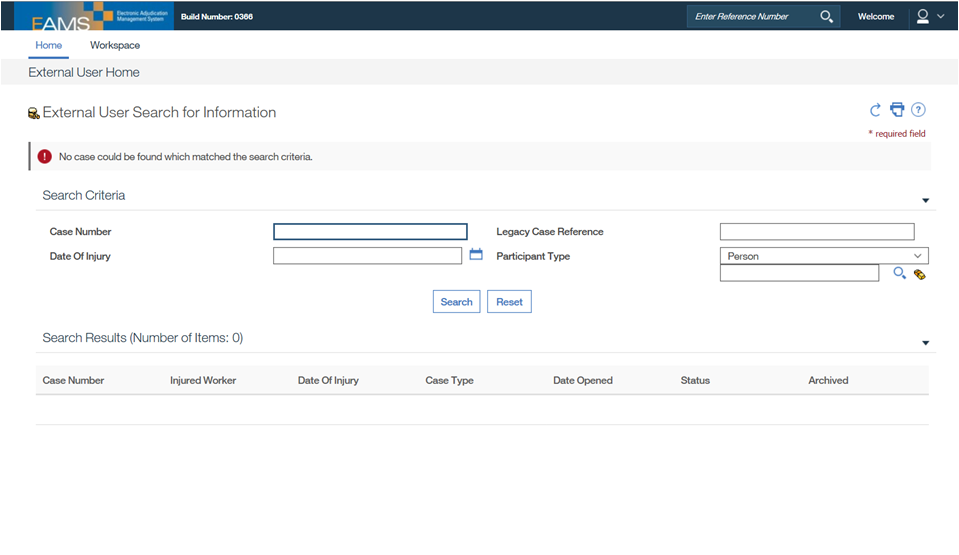 EAMS Electronic Adjudication Management System Build Number: 0366 Enter Reference Number Welcome
Home Workspace
External User Home
External User Search for Information
* required field
! No case could be found which matched the search criteria.
Search Criteria
Case Number Legacy Case Reference
Date Of Injury Participant Type Person
Search Reset
Search Results (Number of Items: 0)
Case Number Injured Worker Date Of Injury Case Type Date Opened Status Archived